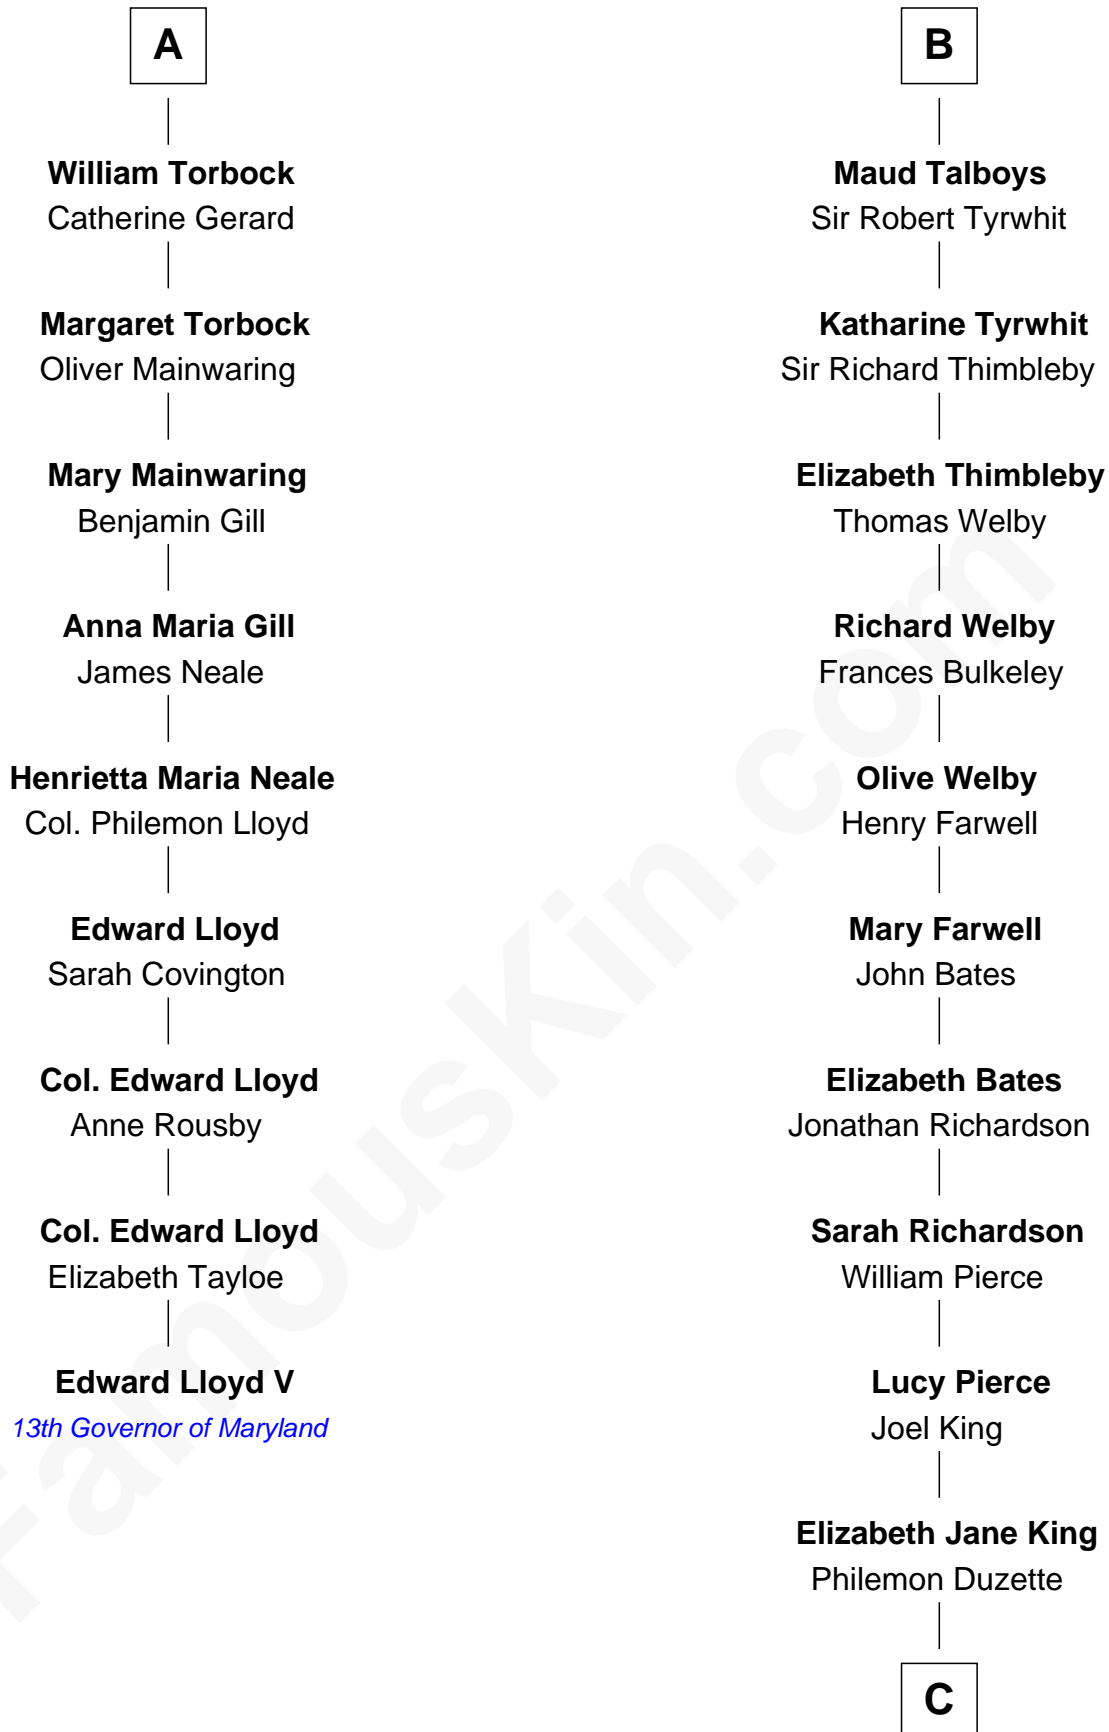 A
William Torbock
Catherine Gerard
Margaret Torbock
Oliver Mainwaring
Mary Mainwaring
Benjamin Gill
Anna Maria Gill
James Neale
Henrietta Maria Neale
Col. Philemon Lloyd
Edward Lloyd
Sarah Covington
Col. Edward Lloyd
Anne Rousby
Col. Edward Lloyd
Elizabeth Tayloe
Edward Lloyd V
13th Governor of Maryland
B
Maud Talboys
Sir Robert Tyrwhit
Katharine Tyrwhit
Sir Richard Thimbleby
Elizabeth Thimbleby
Thomas Welby
Richard Welby
Frances Bulkeley
Olive Welby
Henry Farwell
Mary Farwell
John Bates
Elizabeth Bates
Jonathan Richardson
Sarah Richardson
William Pierce
Lucy Pierce
Joel King
Elizabeth Jane King
Philemon Duzette
C
FamousKin.com